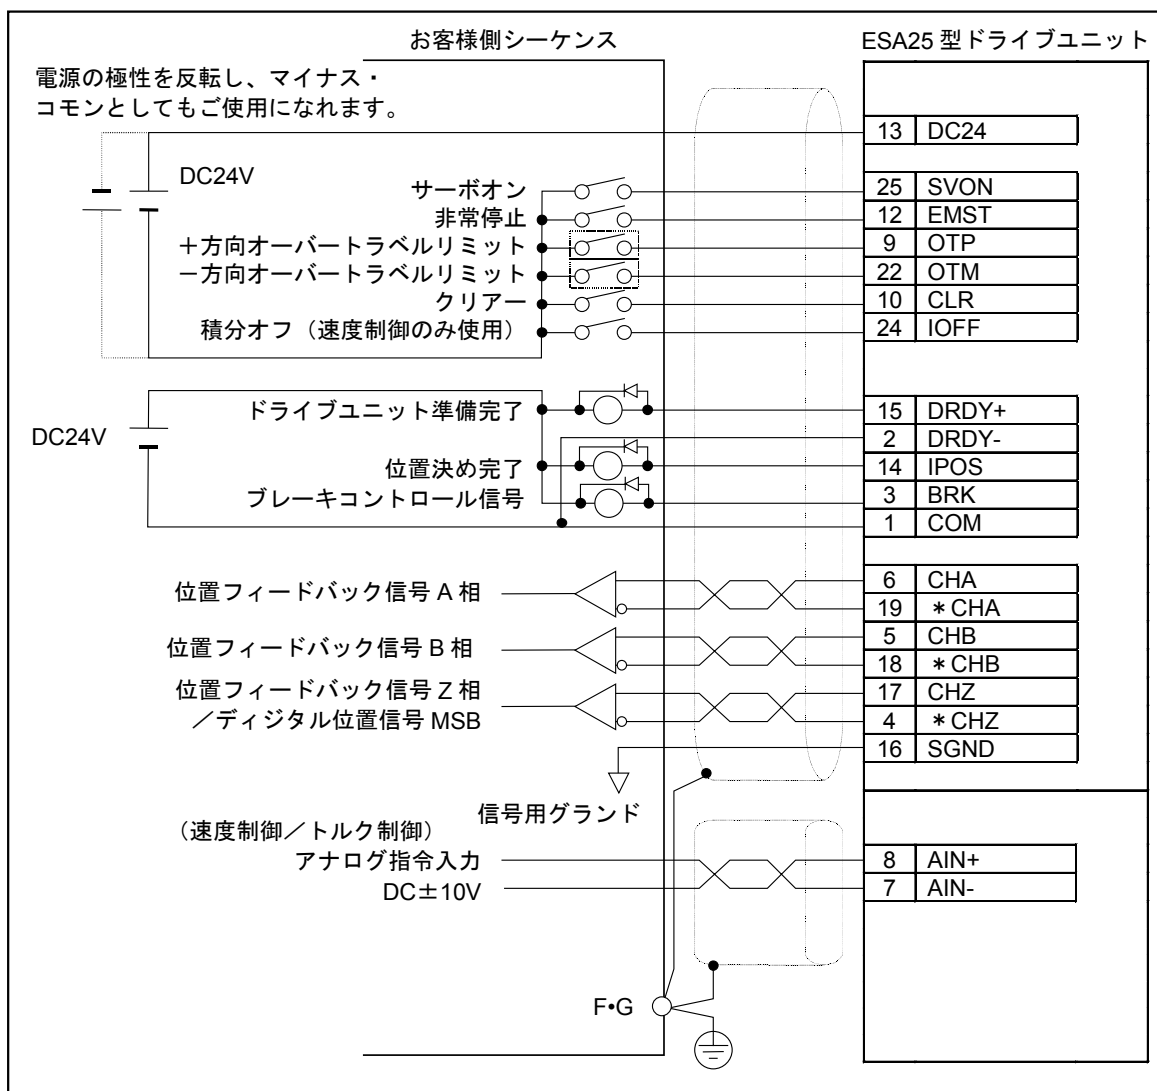 お客様側シーケンス
ESA25 型ドライブユニット
電源の極性を反転し、マイナス・
コモンとしてもご使用になれます。
13 DC24
DC24V
サーボオン
25 SVON
非常停止
12 EMST
＋方向オーバートラベルリミット
9 OTP
－方向オーバートラベルリミット
22 OTM
クリアー
10 CLR
積分オフ（速度制御のみ使用）
24 IOFF
ドライブユニット準備完了
15 DRDY+
DC24V
2 DRDY-
位置決め完了
14 IPOS
ブレーキコントロール信号
3 BRK
1 COM
位置フィードバック信号 A 相
6 CHA
19 ＊CHA
位置フィードバック信号 B 相
5 CHB
18 ＊CHB
位置フィードバック信号 Z 相
／ディジタル位置信号 MSB
17 CHZ
4 ＊CHZ
16 SGND
信号用グランド
（速度制御／トルク制御）
アナログ指令入力
8 AIN+
DC±10V
7 AIN-
F•G